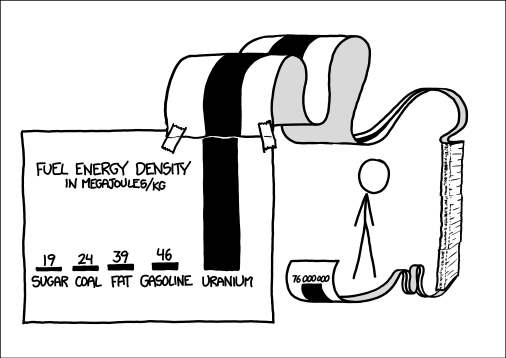 FUEL ENERGY DENSITY
IN MEGAJOULES/KG
19 24 39 46
SUGAR COAL FAT GASOLINE URANIUM
76 000 000